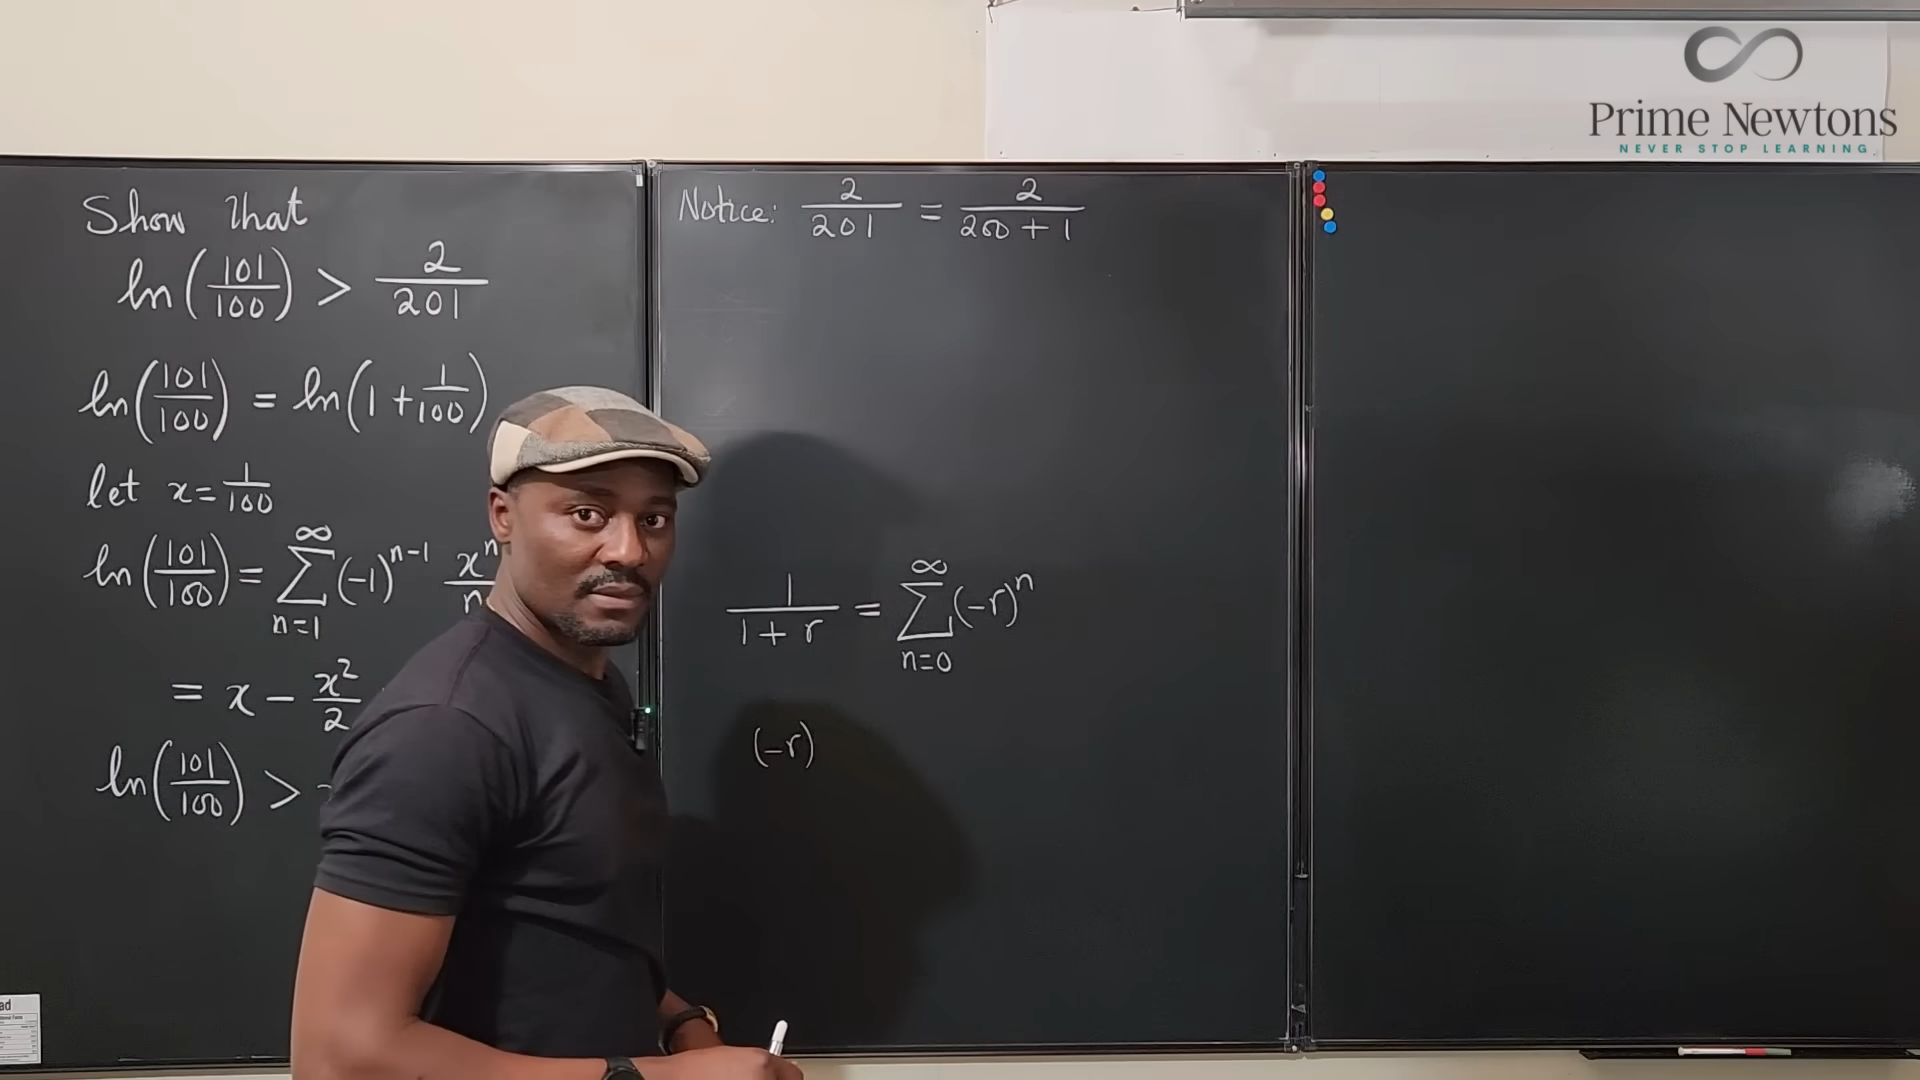 Prime Newtons
NEVER STOP LEARNING
Show that
ln(101/100) > 2/201
ln(101/100) = ln(1 + 1/100)
let x = 1/100
ln(101/100) = ∑_{n=1}^{∞} (-1)^{n-1} x^n/n
= x - x^2/2
ln(101/100) >
Notice: 2/201 = 2/(200 + 1)
1/(1 + r) = ∑_{n=0}^{∞} (-r)^n
(-r)
ad